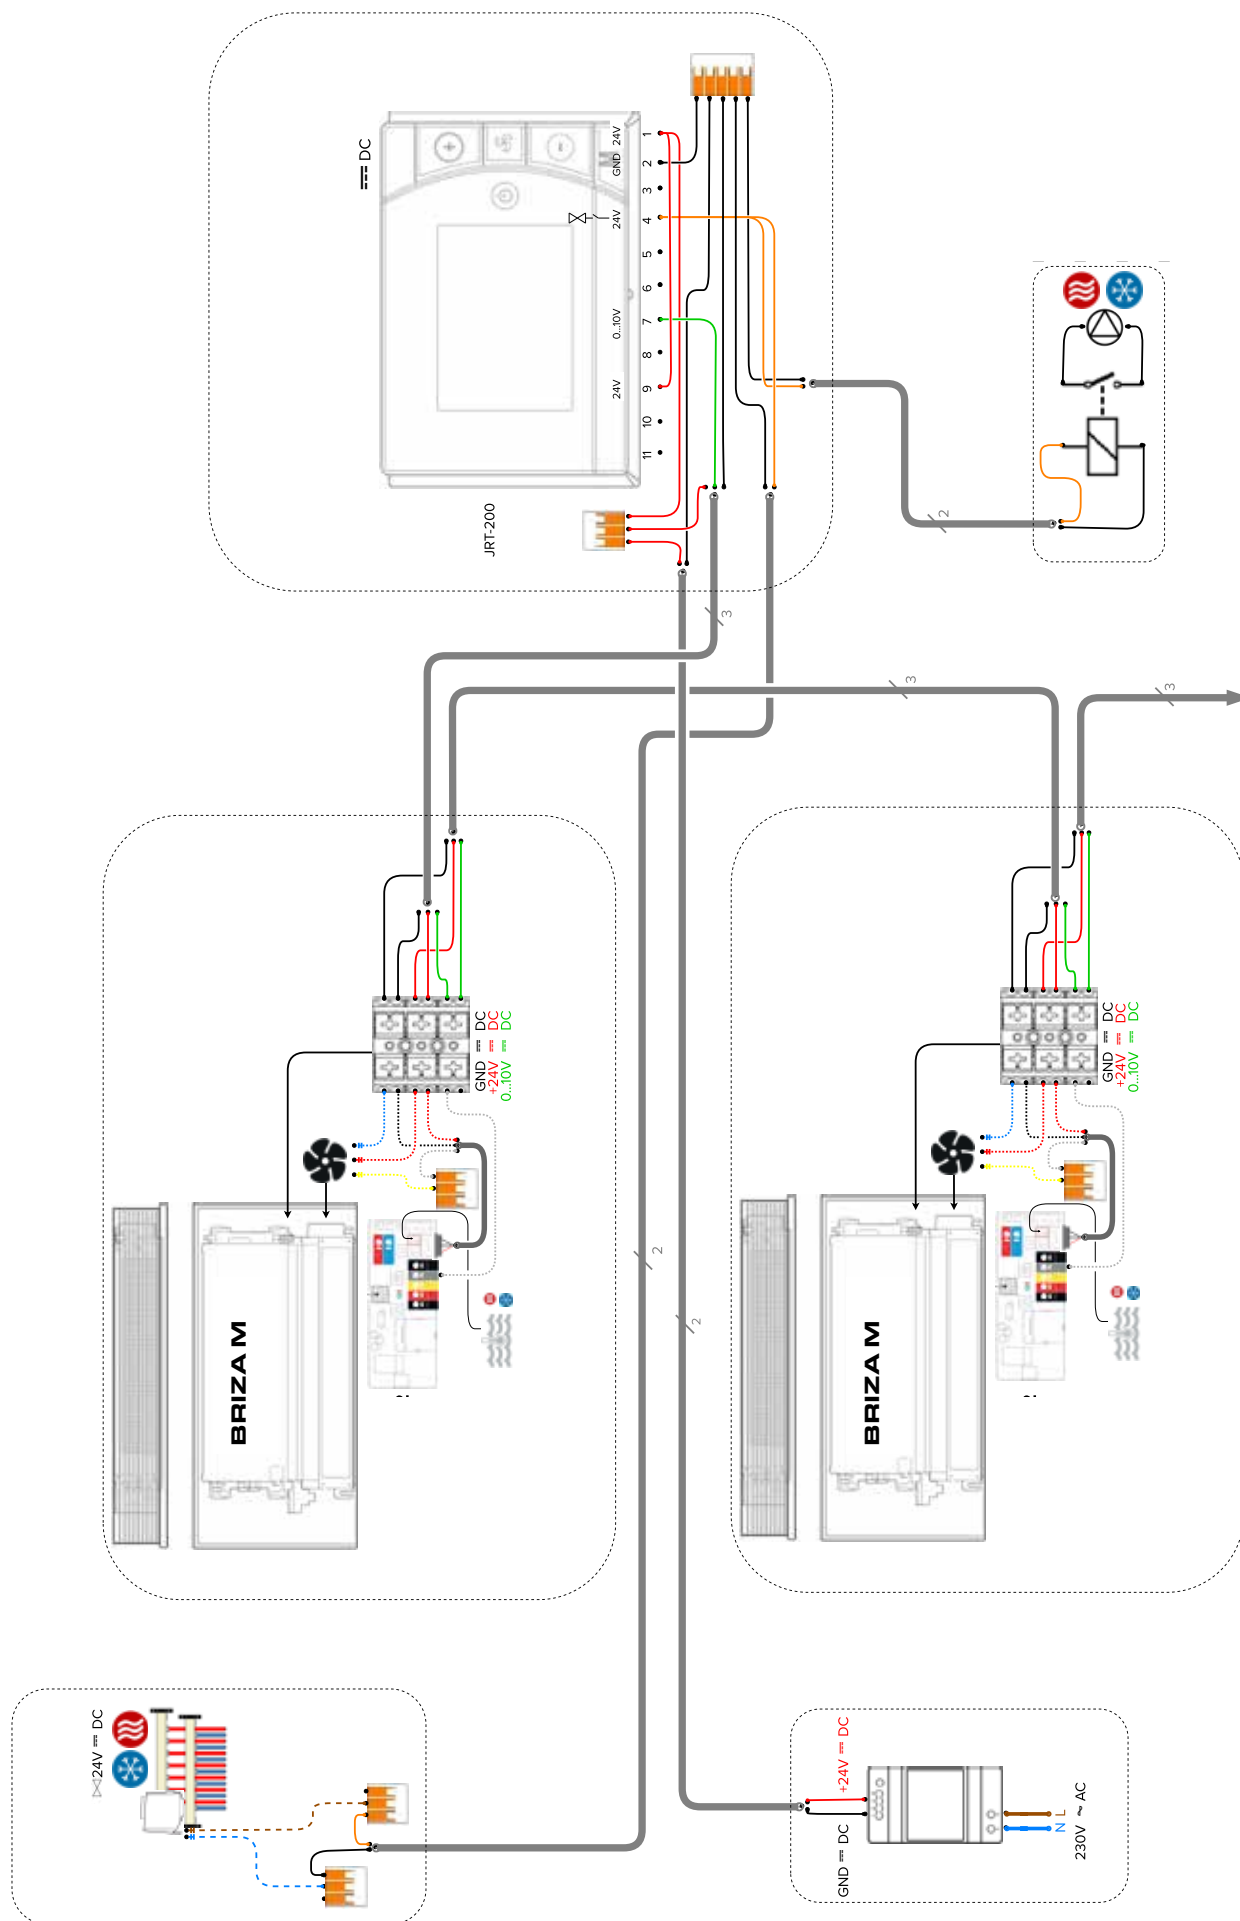 DC
24V
GND
24V
0...10V
24V
1
2
3
4
5
6
7
8
9
10
11
JRT-200
2
3
3
3
GND DC
+24V DC
0...10V DC
GND DC
+24V DC
0...10V DC
BRIZA M
BRIZA M
2
2
24V DC
+24V DC
GND DC
L
N
230V ~ AC